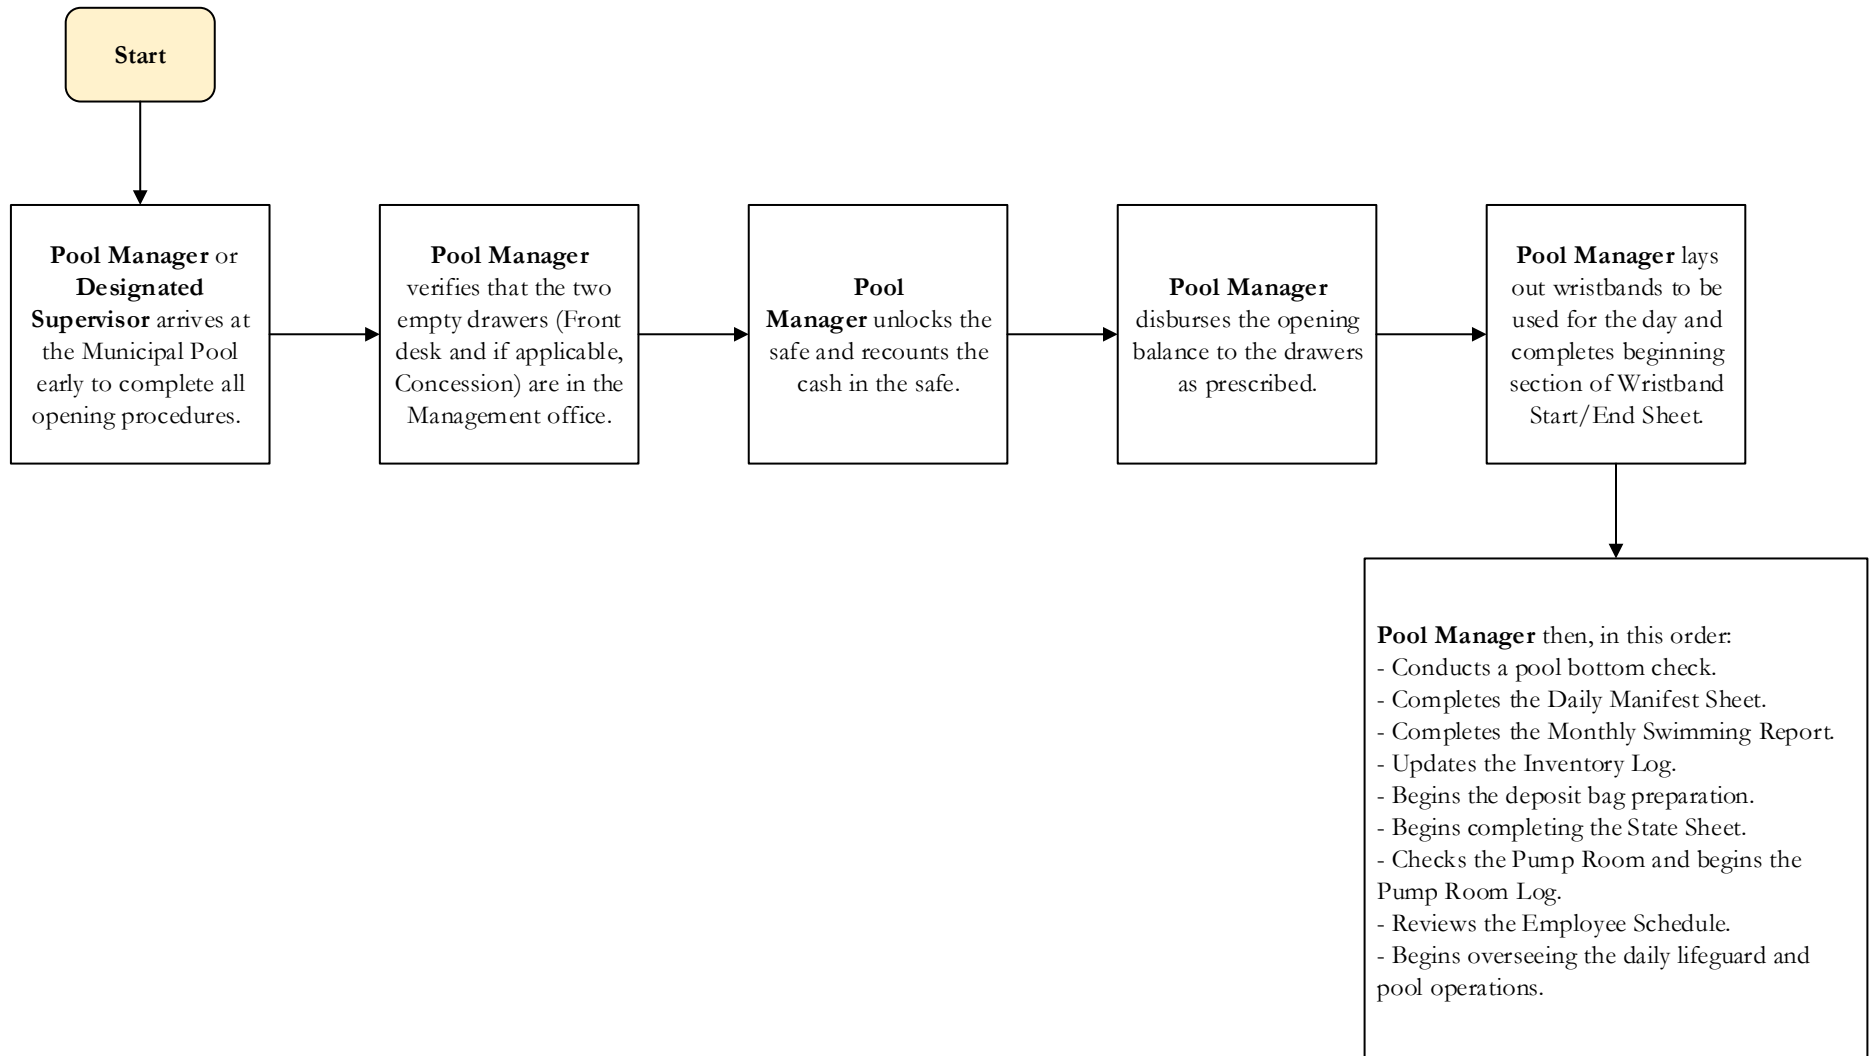 Start
Pool Manager or
Designated
Supervisor arrives at
the Municipal Pool
early to complete all
opening procedures.
Pool Manager
verifies that the two
empty drawers (Front
desk and if applicable,
Concession) are in the
Management office.
Pool
Manager unlocks the
safe and recounts the
cash in the safe.
Pool Manager
disburses the opening
balance to the drawers
as prescribed.
Pool Manager lays
out wristbands to be
used for the day and
completes beginning
section of Wristband
Start/End Sheet.
Pool Manager then, in this order:
- Conducts a pool bottom check.
- Completes the Daily Manifest Sheet.
- Completes the Monthly Swimming Report.
- Updates the Inventory Log.
- Begins the deposit bag preparation.
- Begins completing the State Sheet.
- Checks the Pump Room and begins the
Pump Room Log.
- Reviews the Employee Schedule.
- Begins overseeing the daily lifeguard and
pool operations.